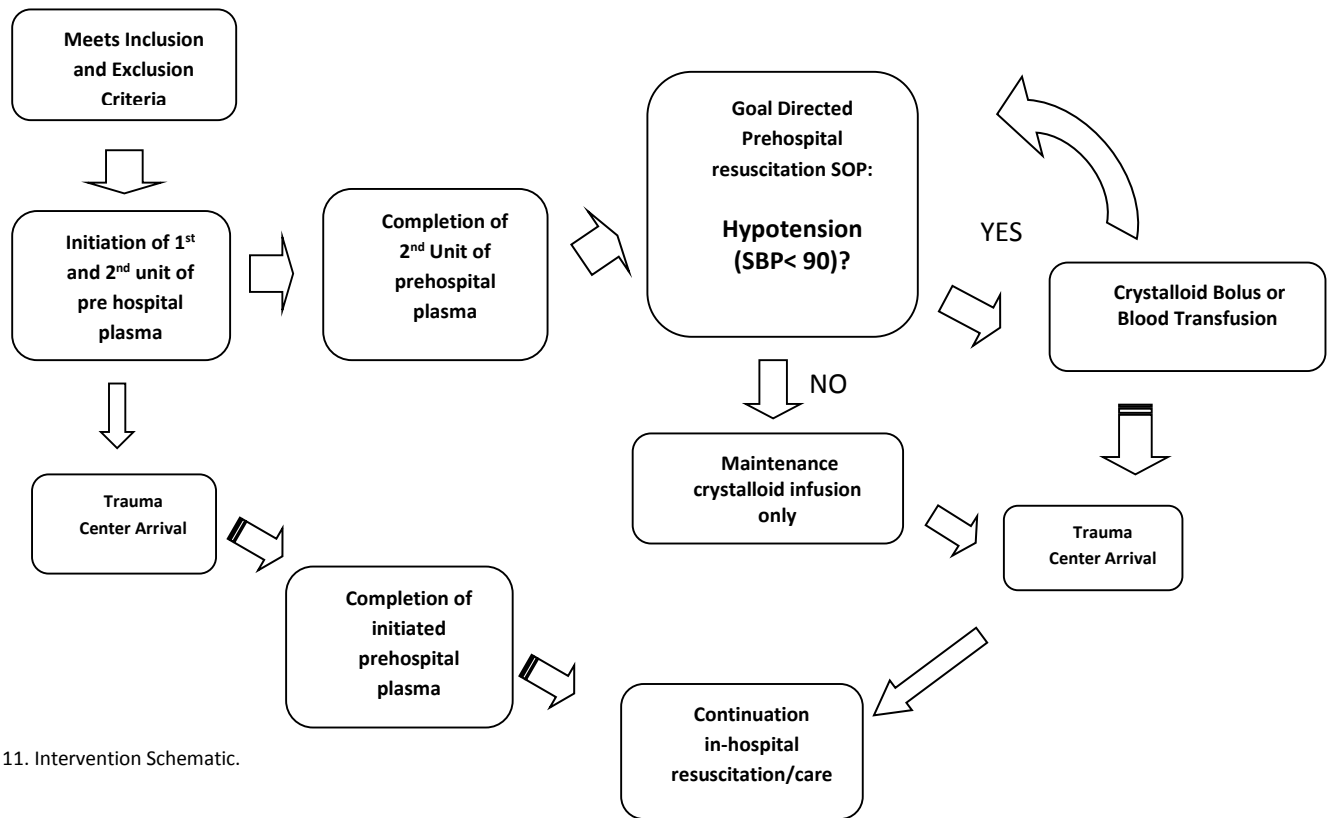 Meets Inclusion
and Exclusion
Criteria
Initiation of 1st
and 2nd unit of
pre hospital
plasma
Completion of
2nd Unit of
prehospital
plasma
Goal Directed
Prehospital
resuscitation SOP:
Hypotension
(SBP< 90)?
YES
Crystalloid Bolus or
Blood Transfusion
NO
Maintenance
crystalloid infusion
only
Trauma
Center Arrival
Trauma
Center Arrival
Completion of
initiated
prehospital
plasma
Continuation
in-hospital
resuscitation/care
11. Intervention Schematic.